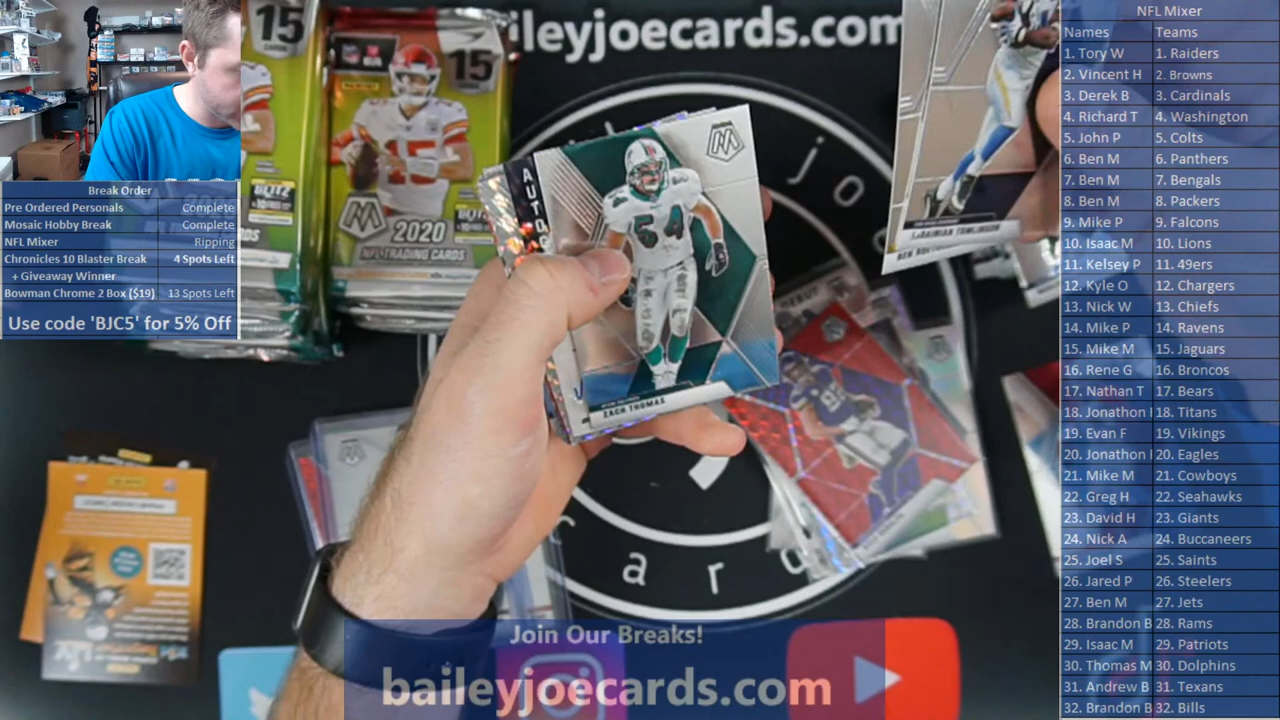 15
15
2020
NFL TRADING CARDS
ileyjoecards.com
AUTO
54
ZACH THOMAS
LADAINIAN TOMLINSON
DEBUT
j o
c a r d
Break Order
Pre Ordered Personals Complete
Mosaic Hobby Break Complete
NFL Mixer Ripping
Chronicles 10 Blaster Break 4 Spots Left
+ Giveaway Winner
Bowman Chrome 2 Box ($19) 13 Spots Left
Use code 'BJC5' for 5% Off
Join Our Breaks!
baileyjoecards.com
NFL Mixer
Names Teams
1. Tory W 1. Raiders
2. Vincent H 2. Browns
3. Derek B 3. Cardinals
4. Richard T 4. Washington
5. John P 5. Colts
6. Ben M 6. Panthers
7. Ben M 7. Bengals
8. Ben M 8. Packers
9. Mike P 9. Falcons
10. Isaac M 10. Lions
11. Kelsey P 11. 49ers
12. Kyle O 12. Chargers
13. Nick W 13. Chiefs
14. Mike P 14. Ravens
15. Mike M 15. Jaguars
16. Rene G 16. Broncos
17. Nathan T 17. Bears
18. Jonathon 18. Titans
19. Evan F 19. Vikings
20. Jonathon 20. Eagles
21. Mike M 21. Cowboys
22. Greg H 22. Seahawks
23. David H 23. Giants
24. Nick A 24. Buccaneers
25. Joel S 25. Saints
26. Jared P 26. Steelers
27. Ben M 27. Jets
28. Brandon B 28. Rams
29. Isaac M 29. Patriots
30. Thomas M 30. Dolphins
31. Andrew B 31. Texans
32. Brandon B 32. Bills